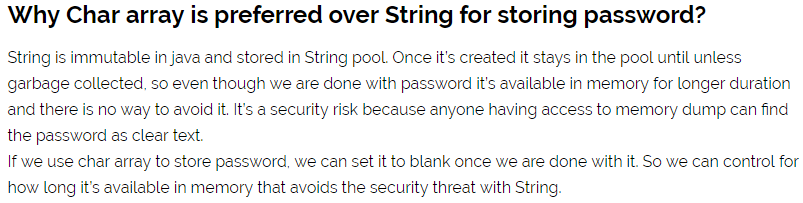 Why Char array is preferred over String for storing password?
String is immutable in java and stored in String pool. Once it's created it stays in the pool until unless
garbage collected, so even though we are done with password it's available in memory for longer duration
and there is no way to avoid it. It's a security risk because anyone having access to memory dump can find
the password as clear text.
If we use char array to store password, we can set it to blank once we are done with it. So we can control for
how long it's available in memory that avoids the security threat with String.